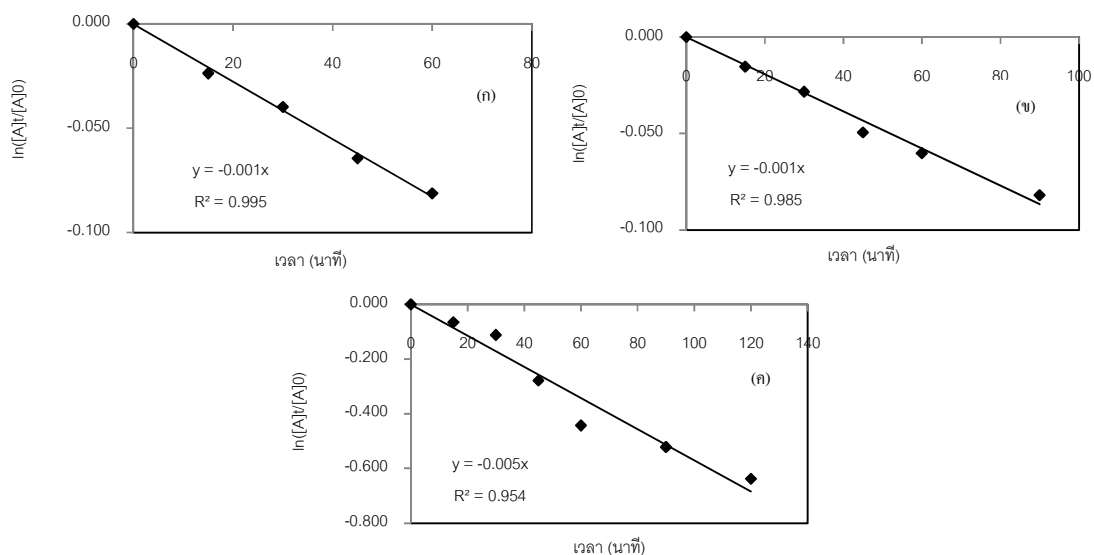 0.000
0 20 40 60 80
(ก)
-0.050
ln([A]t/[A]0)
y = -0.001x
R² = 0.995
-0.100
เวลา (นาที)
0.000
0 20 40 60 80 100
(ข)
-0.050
ln([A]t/[A]0)
y = -0.001x
R² = 0.985
-0.100
เวลา (นาที)
0.000
0 20 40 60 80 100 120 140
-0.200
(ค)
-0.400
ln([A]t/[A]0)
y = -0.005x
-0.600
R² = 0.954
-0.800
เวลา (นาที)